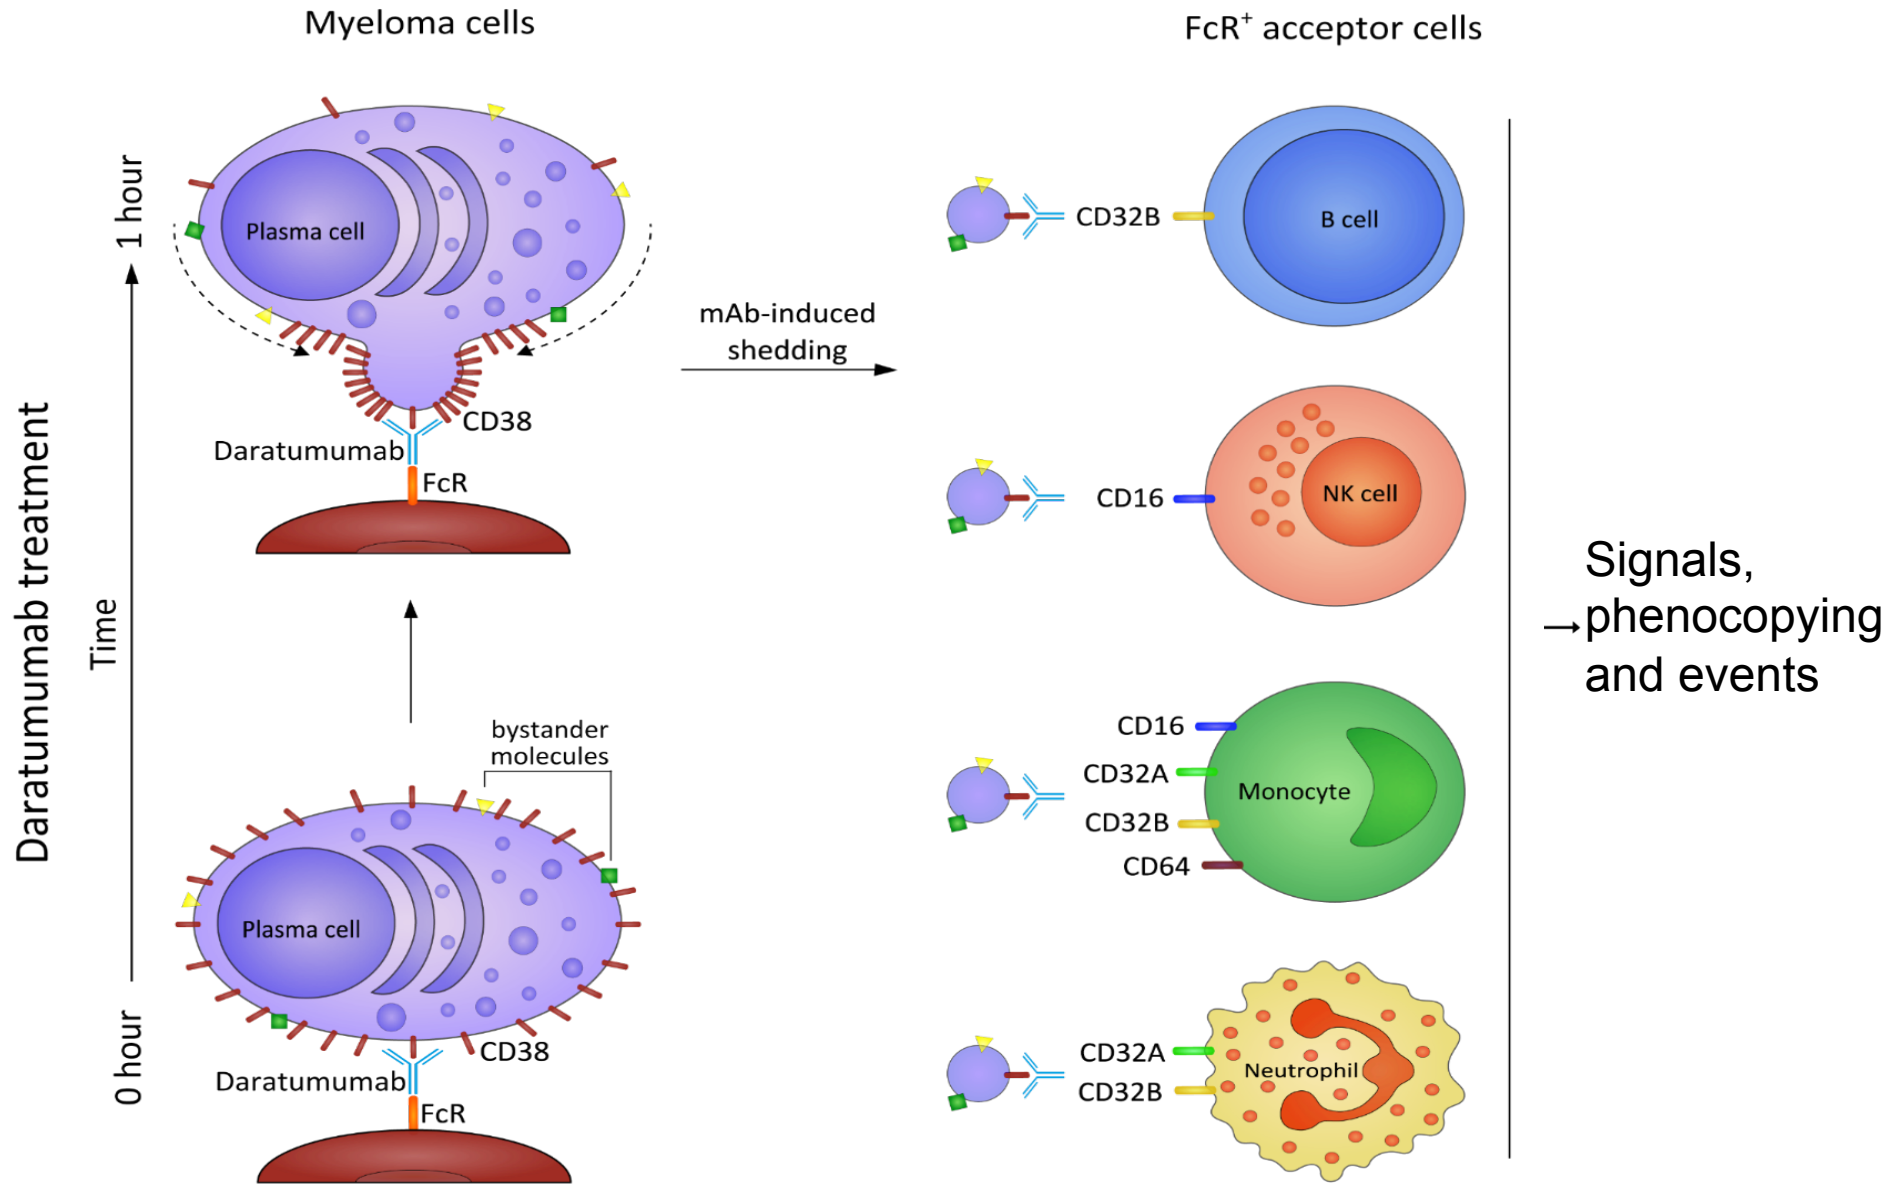 Myeloma cells
FcR⁺ acceptor cells
Daratumumab treatment
Time
1 hour
0 hour
Plasma cell
CD38
Daratumumab
FcR
bystander
molecules
Plasma cell
CD38
Daratumumab
FcR
mAb-induced
shedding
CD32B
B cell
CD16
NK cell
CD16
CD32A
CD32B
CD64
Monocyte
CD32A
CD32B
Neutrophil
Signals,
phenocopying
and events